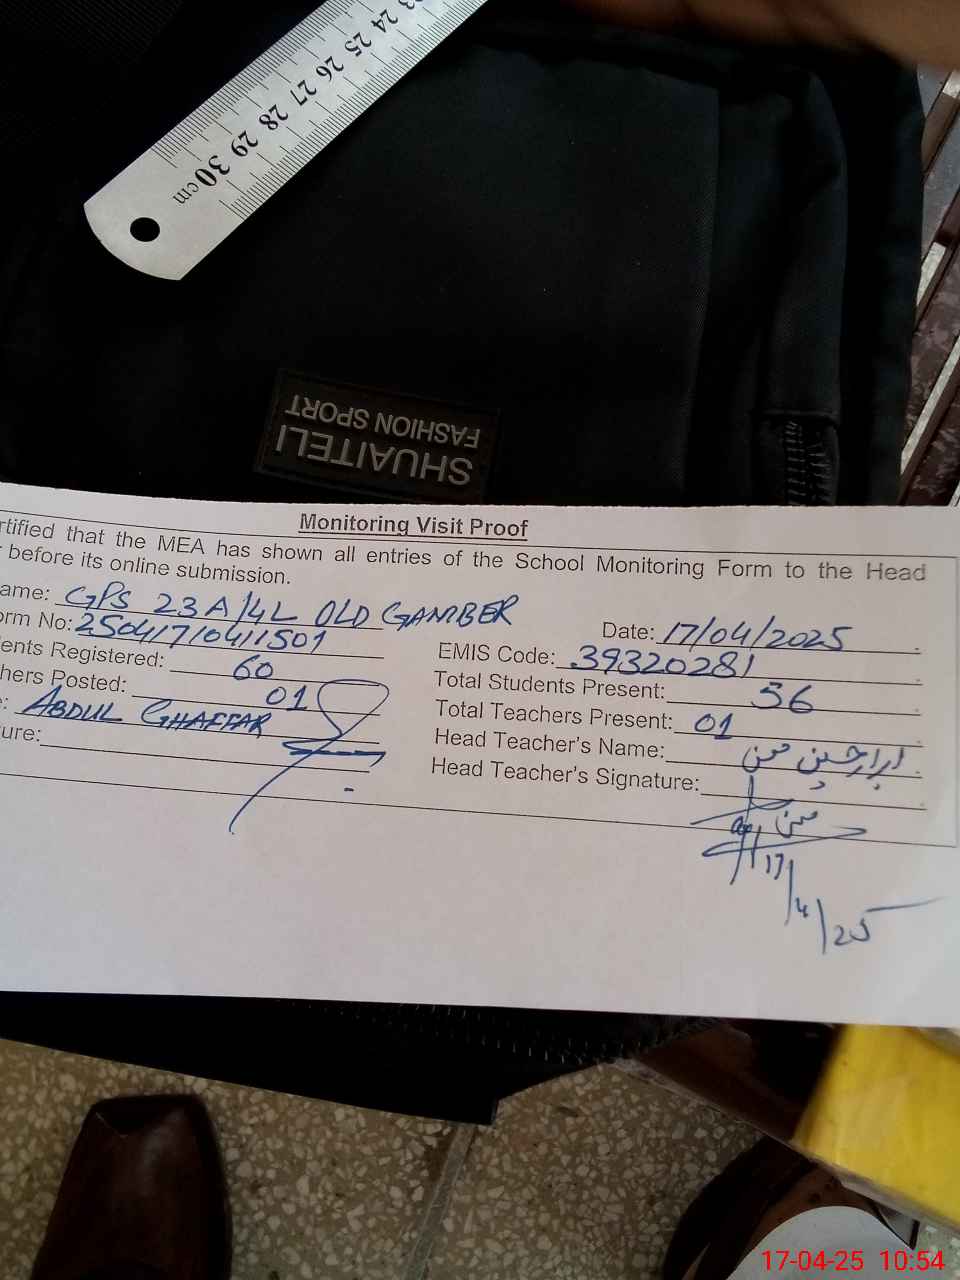 23 24 25 26 27 28 29 30 cm
SHUAITELI
FASHION SPORT
Monitoring Visit Proof
rtified that the MEA has shown all entries of the School Monitoring Form to the Head
r before its online submission.
ame: GPS 23A/4L OLD GAMBER
Date: 17/04/2025
orm No: 25041710411501
EMIS Code: 39320281
ents Registered: 60
Total Students Present: 56
hers Posted: 01
Total Teachers Present: 01
e: ABDUL GHAFFAR
Head Teacher's Name:
ure:
Head Teacher's Signature:
17/4/25
17-04-25 10:54